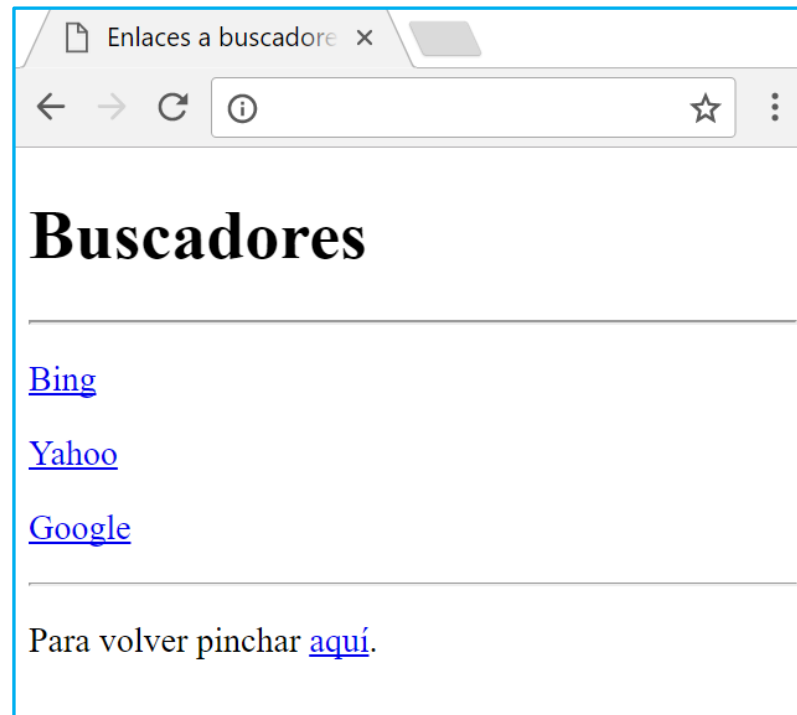 Enlaces a buscadore
Buscadores
Bing
Yahoo
Google
Para volver pinchar aquí.